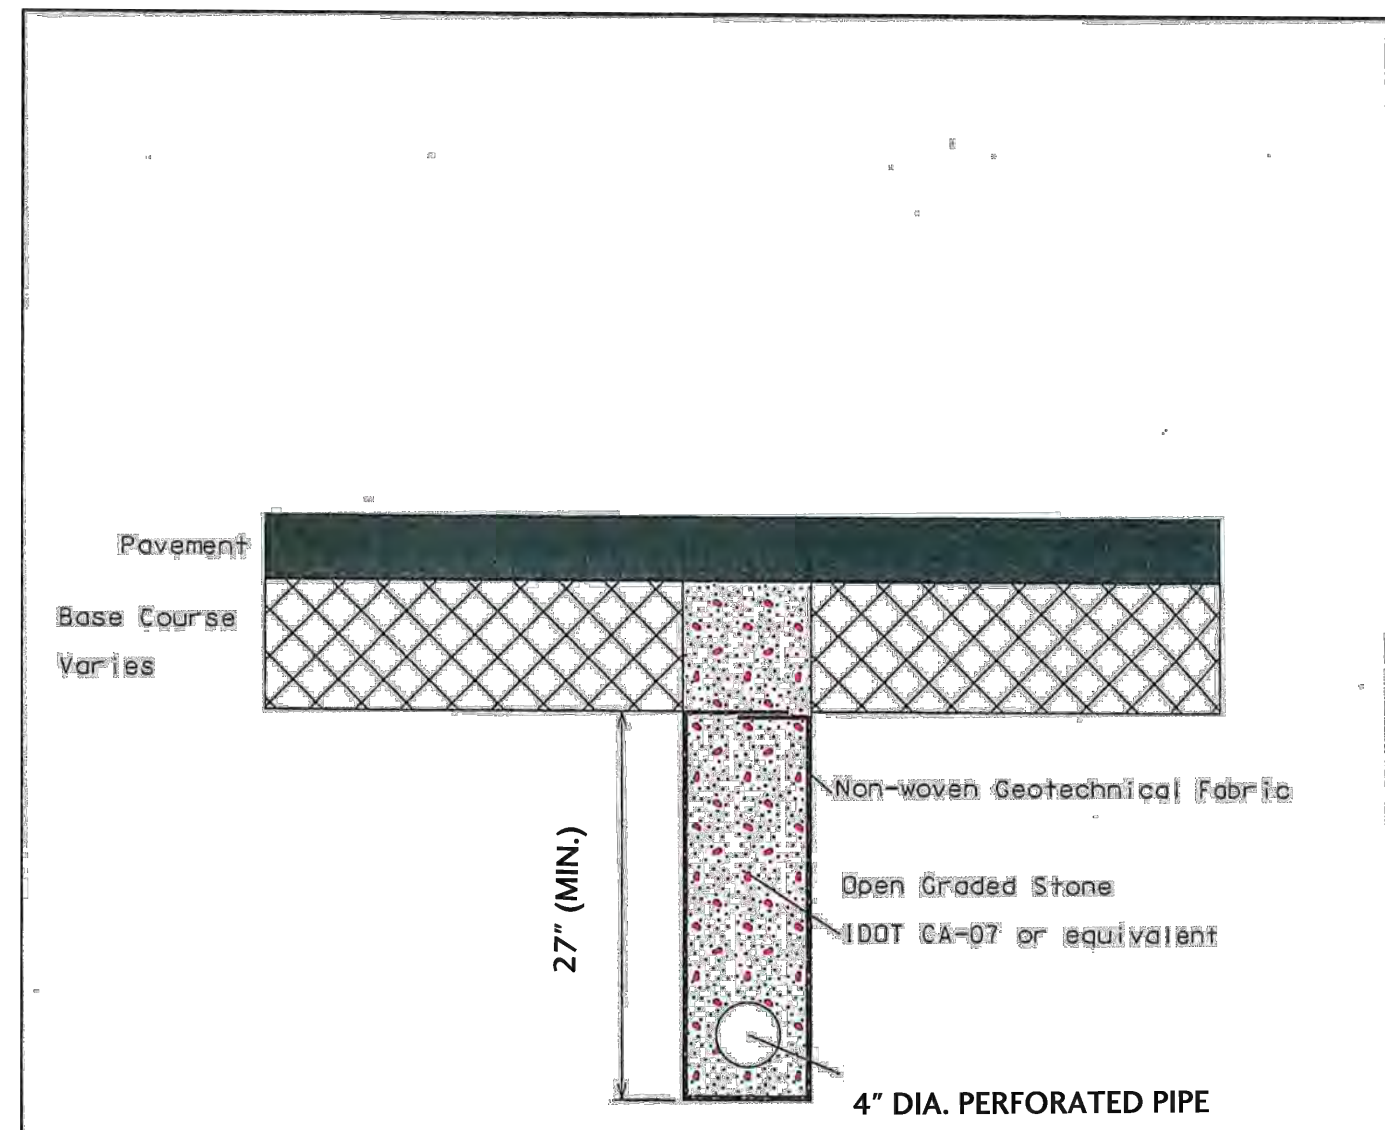 Pavement
Base Course
Varies
27" (MIN.)
Non-woven Geotechnical Fabric
Open Graded Stone
IDOT CA-07 or equivalent
4" DIA. PERFORATED PIPE